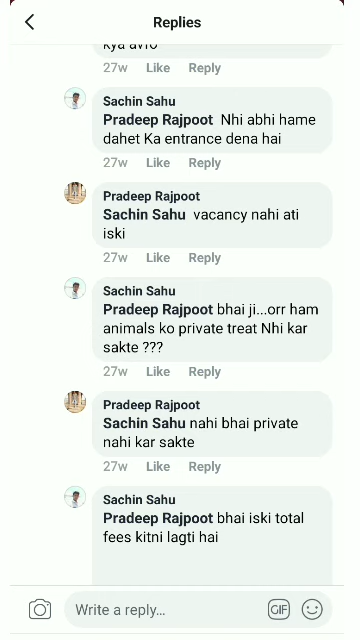 Replies
kya avro
27w Like Reply
Sachin Sahu
Pradeep Rajpoot Nhi abhi hame
dahet Ka entrance dena hai
27w Like Reply
Pradeep Rajpoot
Sachin Sahu vacancy nahi ati
iski
27w Like Reply
Sachin Sahu
Pradeep Rajpoot bhai ji...orr ham
animals ko private treat Nhi kar
sakte ???
27w Like Reply
Pradeep Rajpoot
Sachin Sahu nahi bhai private
nahi kar sakte
27w Like Reply
Sachin Sahu
Pradeep Rajpoot bhai iski total
fees kitni lagti hai
Write a reply... GIF